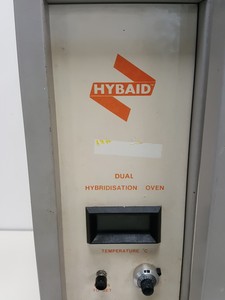 HYBAID
DUAL
HYBRIDISATION OVEN
TEMPERATURE °C